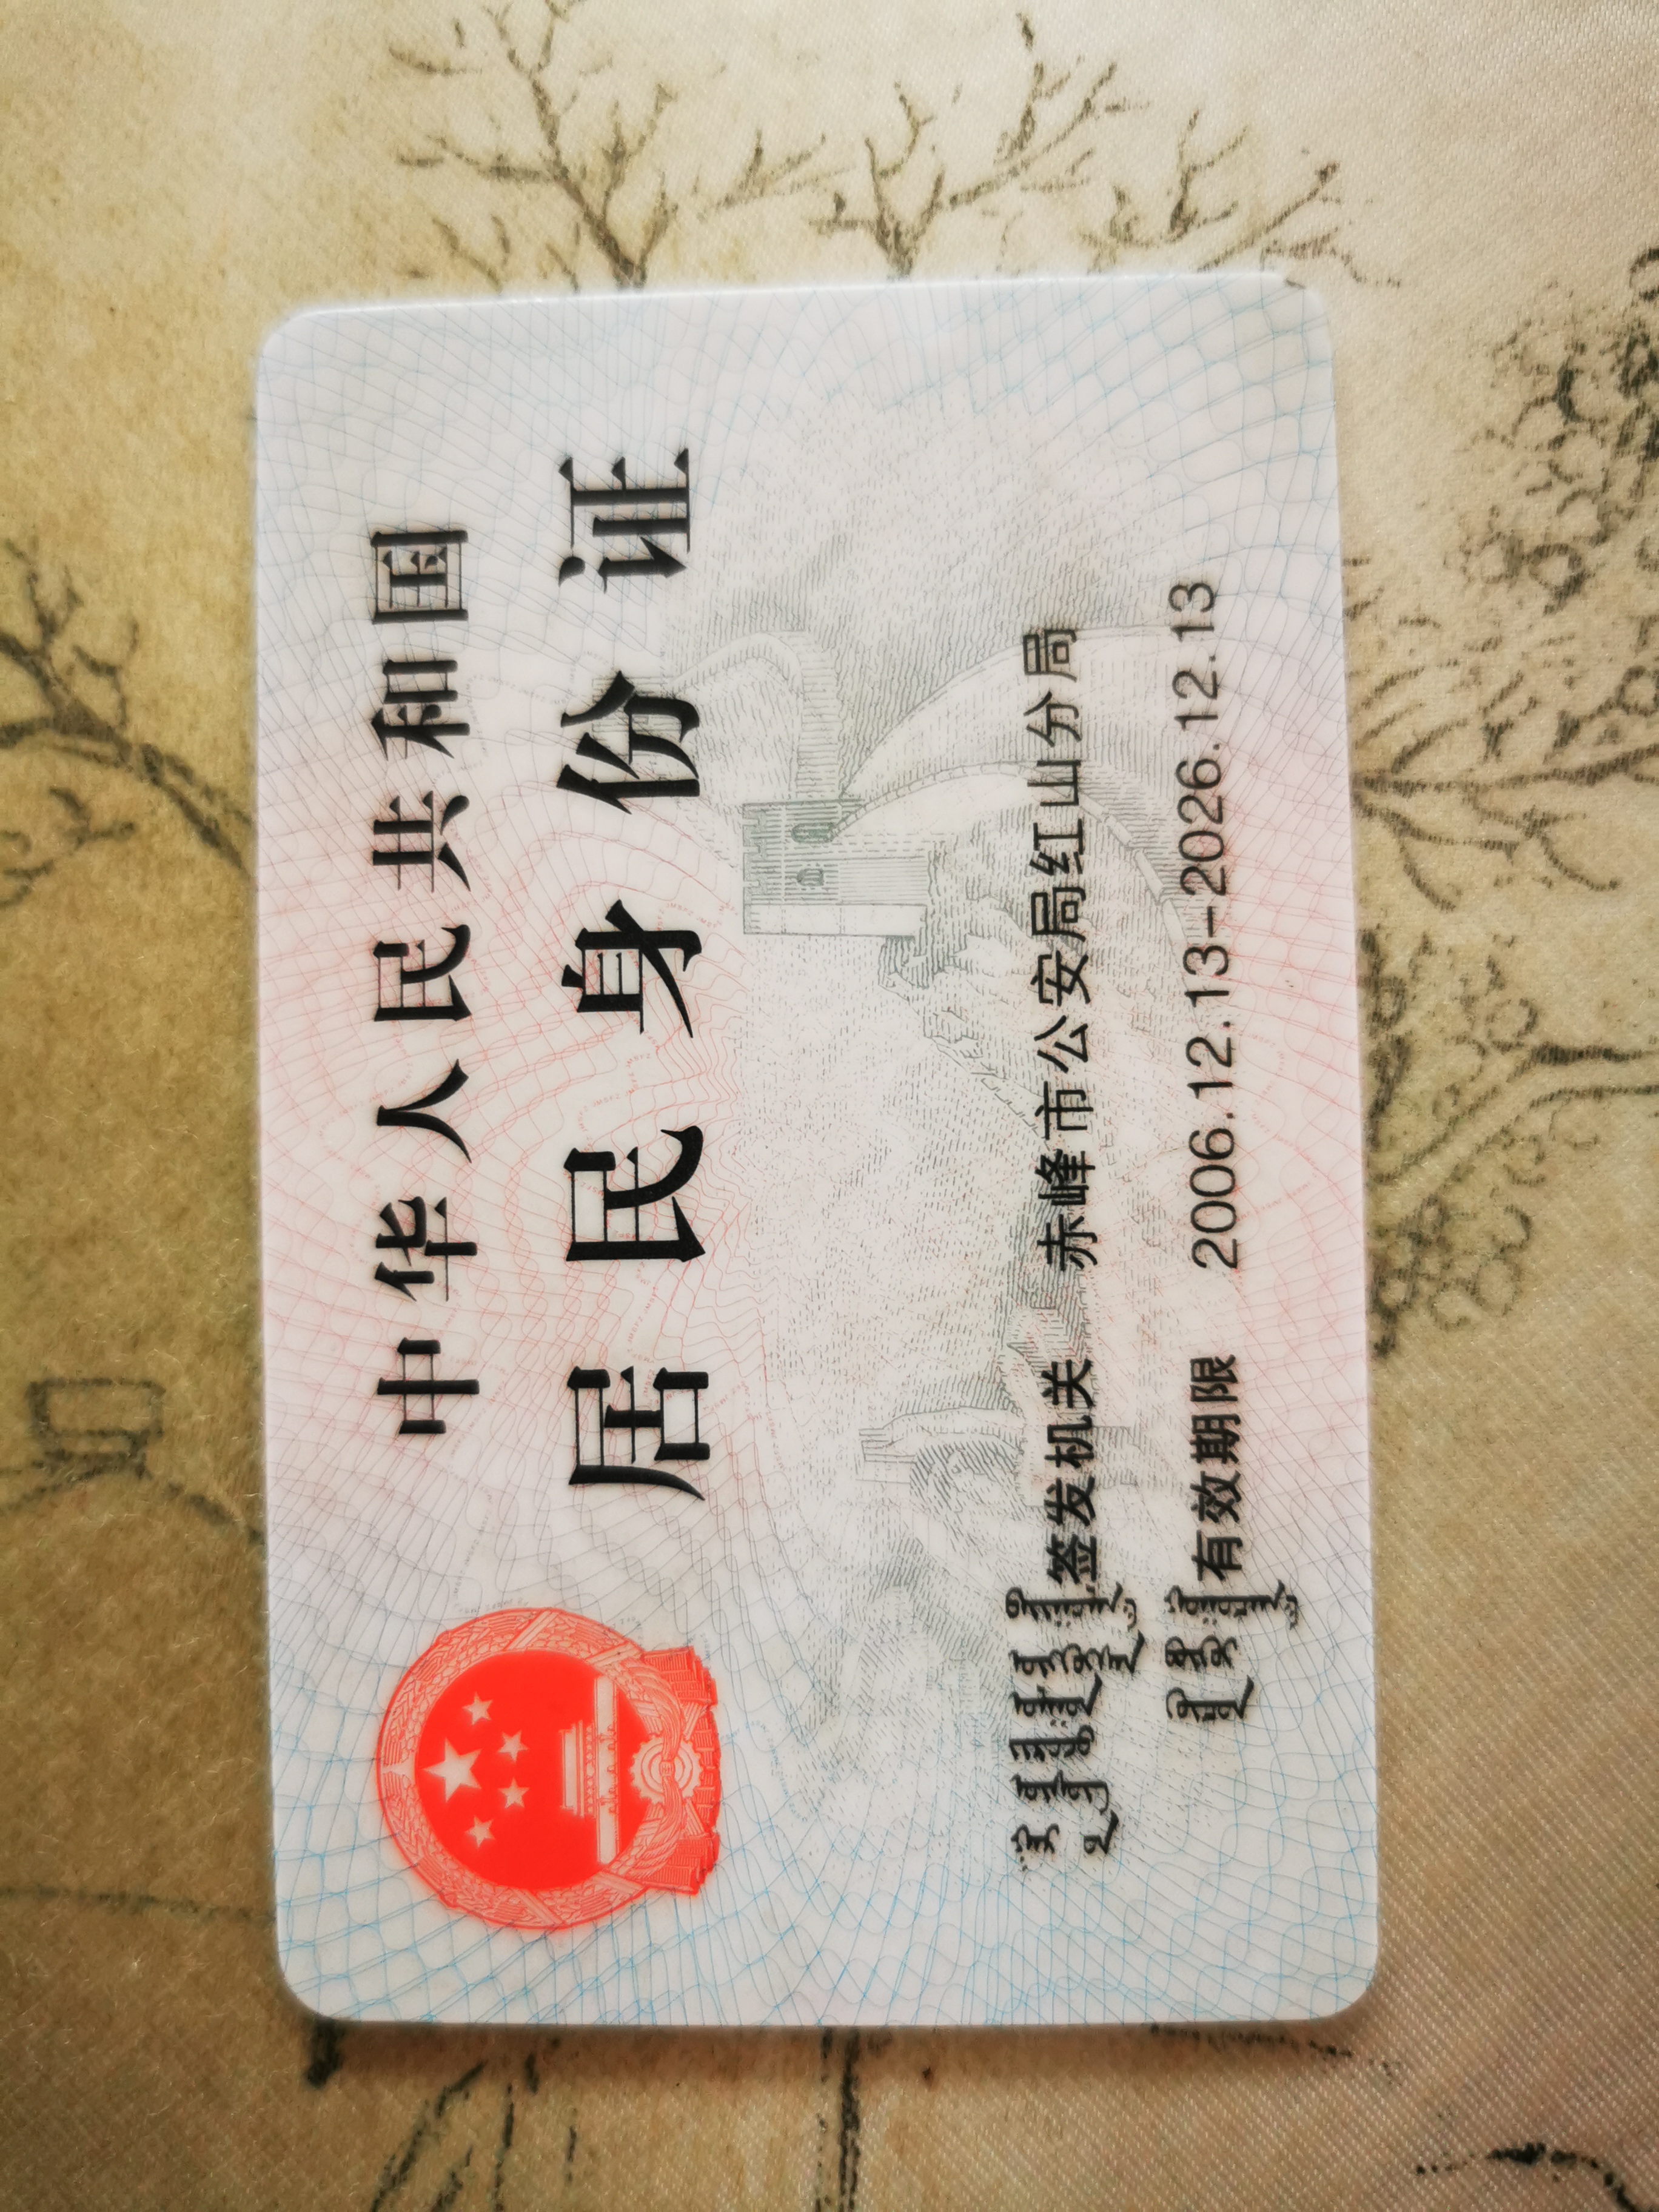 中华人民共和国
居民身份证
签发机关 赤峰市公安局红山分局
有效期限 2006.12.13-2026.12.13